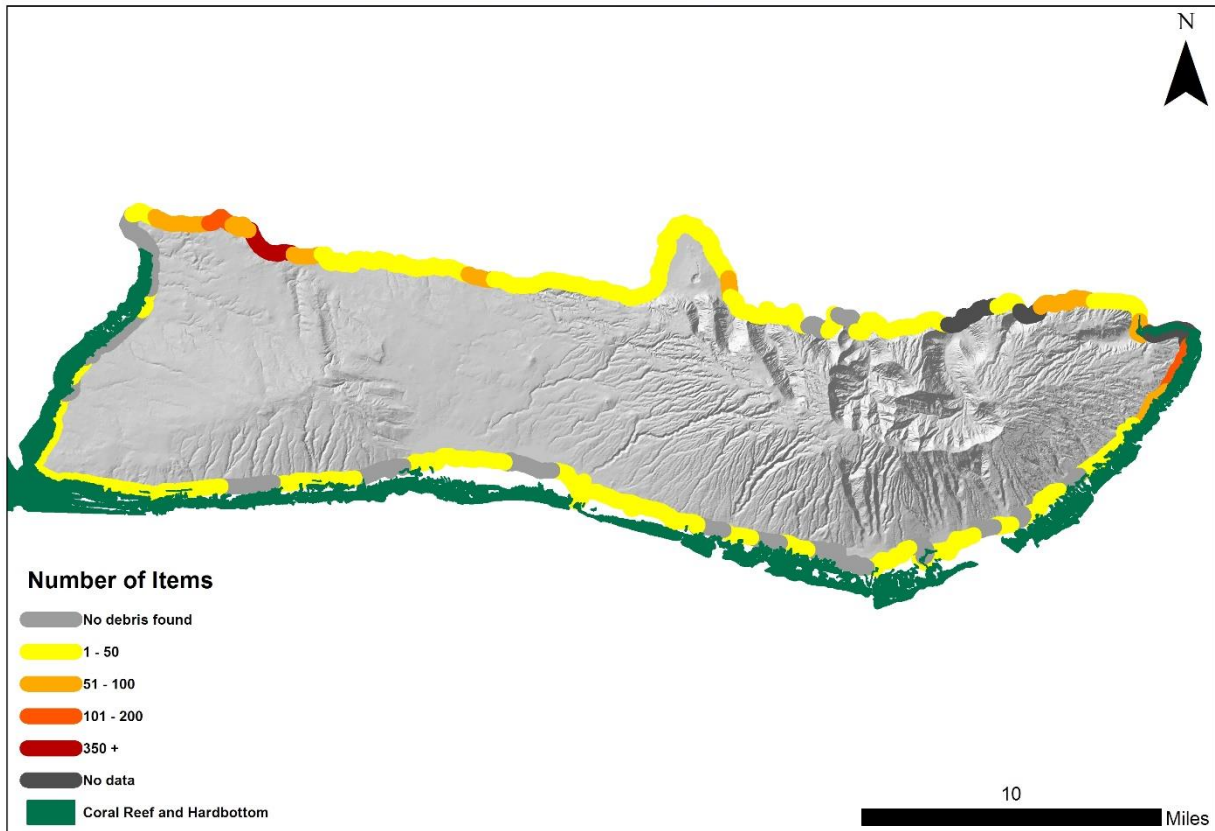 N
Number of Items
No debris found
1 - 50
51 - 100
101 - 200
350 +
No data
Coral Reef and Hardbottom
10
Miles